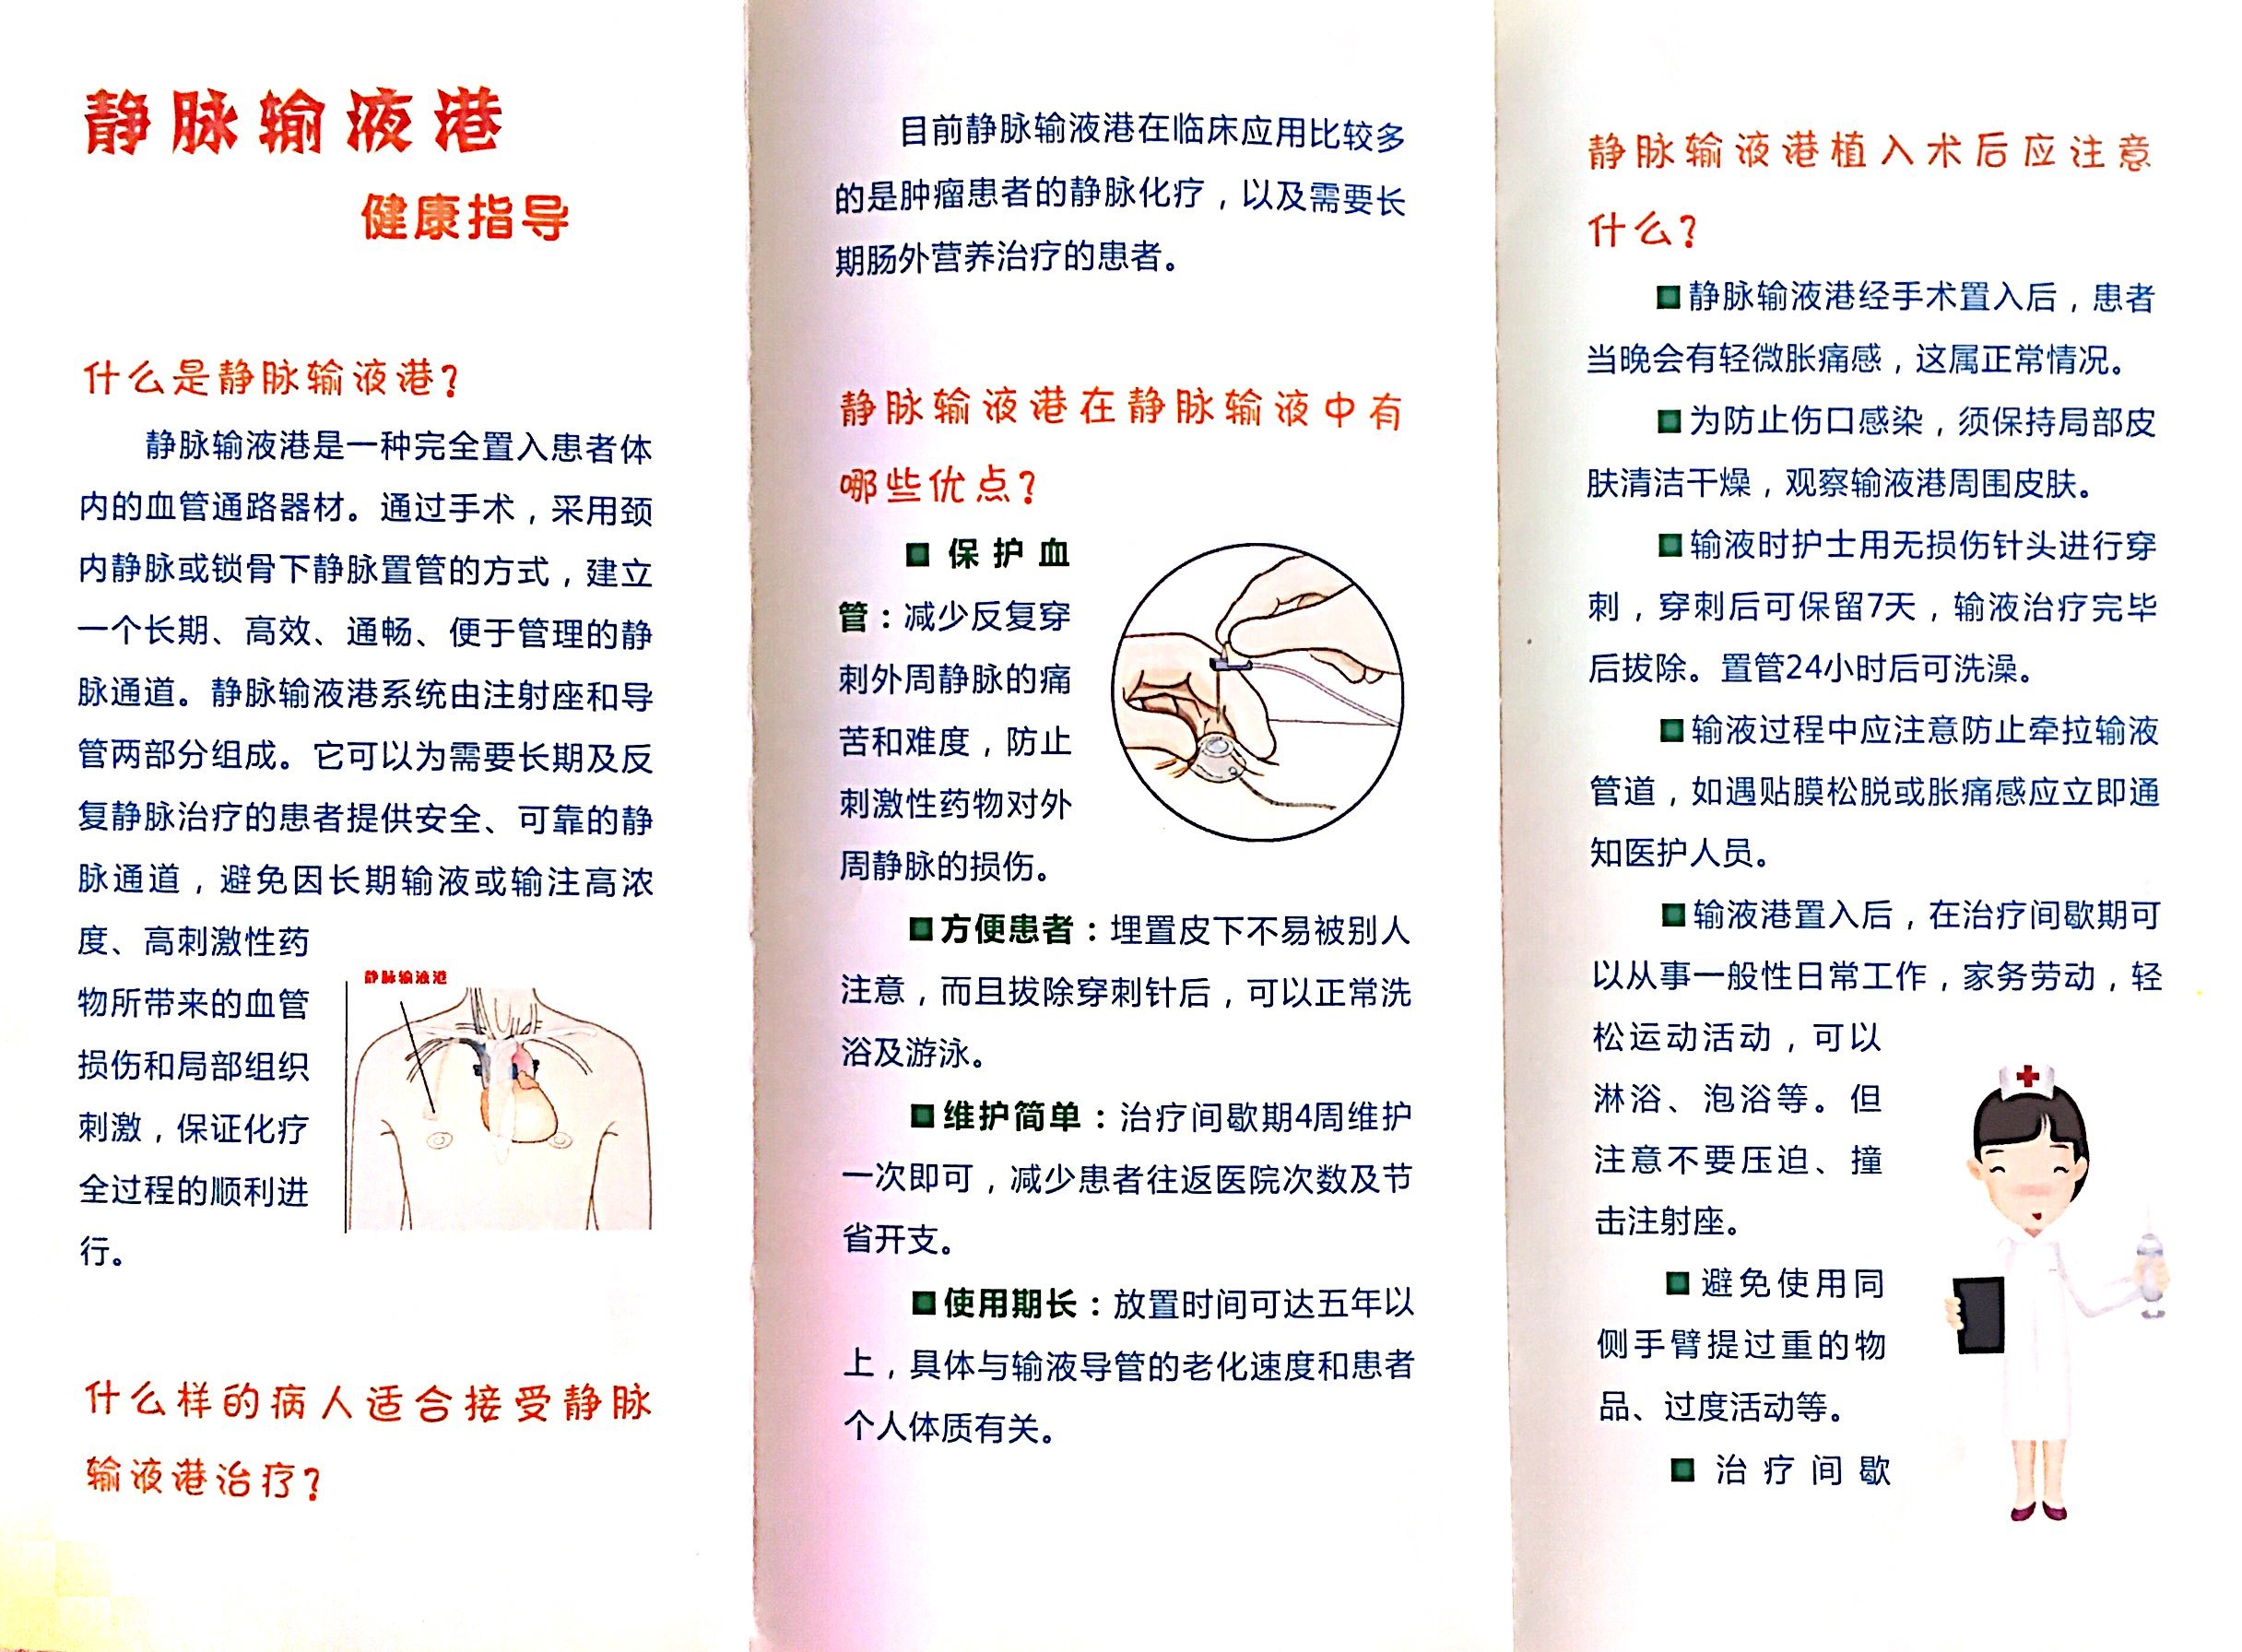 静脉输液港
健康指导
什么是静脉输液港?
静脉输液港是一种完全置入患者体
内的血管通路器材。通过手术，采用颈
内静脉或锁骨下静脉置管的方式，建立
一个长期、高效、通畅、便于管理的静
脉通道。静脉输液港系统由注射座和导
管两部分组成。它可以为需要长期及反
复静脉治疗的患者提供安全、可靠的静
脉通道，避免因长期输液或输注高浓
度、高刺激性药
物所带来的血管
损伤和局部组织
刺激，保证化疗
全过程的顺利进
行。
静脉输液港
什么样的病人适合接受静脉
输液港治疗?
目前静脉输液港在临床应用比较多
的是肿瘤患者的静脉化疗，以及需要长
期肠外营养治疗的患者。
静脉输液港在静脉输液中有
哪些优点?
■保护血
管：减少反复穿
刺外周静脉的痛
苦和难度，防止
刺激性药物对外
周静脉的损伤。
■方便患者：埋置皮下不易被别人
注意，而且拔除穿刺针后，可以正常洗
浴及游泳。
■维护简单：治疗间歇期4周维护
一次即可，减少患者往返医院次数及节
省开支。
■使用期长：放置时间可达五年以
上，具体与输液导管的老化速度和患者
个人体质有关。
静脉输液港植入术后应注意
什么?
■静脉输液港经手术置入后，患者
当晚会有轻微胀痛感，这属正常情况。
■为防止伤口感染，须保持局部皮
肤清洁干燥，观察输液港周围皮肤。
■输液时护士用无损伤针头进行穿
刺，穿刺后可保留7天，输液治疗完毕
后拔除。置管24小时后可洗澡。
■输液过程中应注意防止牵拉输液
管道，如遇贴膜松脱或胀痛感应立即通
知医护人员。
■输液港置入后，在治疗间歇期可
以从事一般性日常工作，家务劳动，轻
松运动活动，可以
淋浴、泡浴等。但
注意不要压迫、撞
击注射座。
■避免使用同
侧手臂提过重的物
品、过度活动等。
■治疗间歇